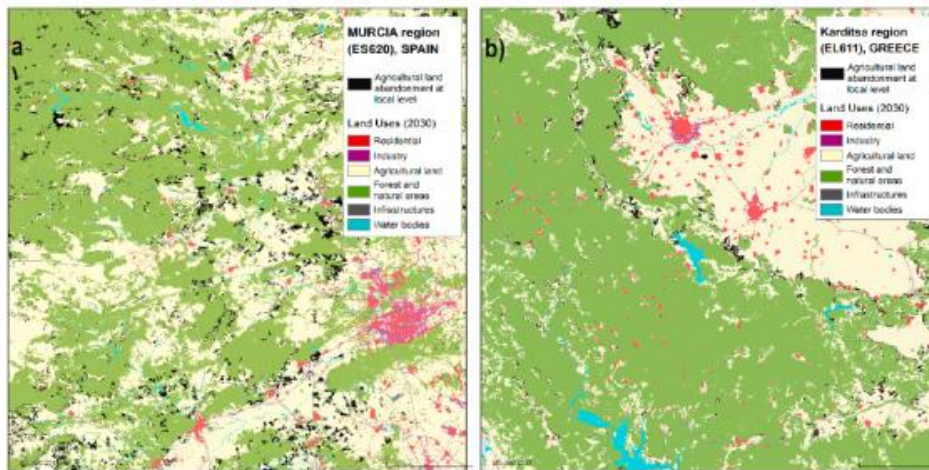 a
MURCIA region
(ES620), SPAIN
Agricultural land
abandonment at
local level
Land Uses (2030)
Residential
Industry
Agricultural land
Forest and
natural areas
Infrastructures
Water bodies
b)
Karditsa region
(EL611), GREECE
Agricultural land
abandonment at
local level
Land Uses (2030)
Residential
Industry
Agricultural land
Forest and
natural areas
Infrastructures
Water bodies